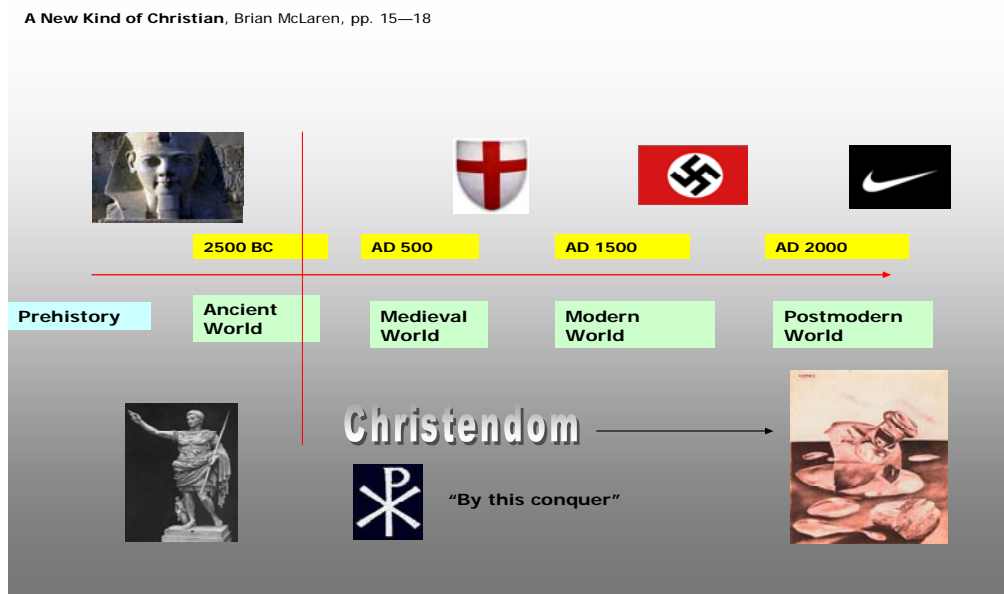 A New Kind of Christian, Brian McLaren, pp. 15—18
2500 BC
AD 500
AD 1500
AD 2000
Prehistory
Ancient
World
Medieval
World
Modern
World
Postmodern
World
Christendom
“By this conquer”